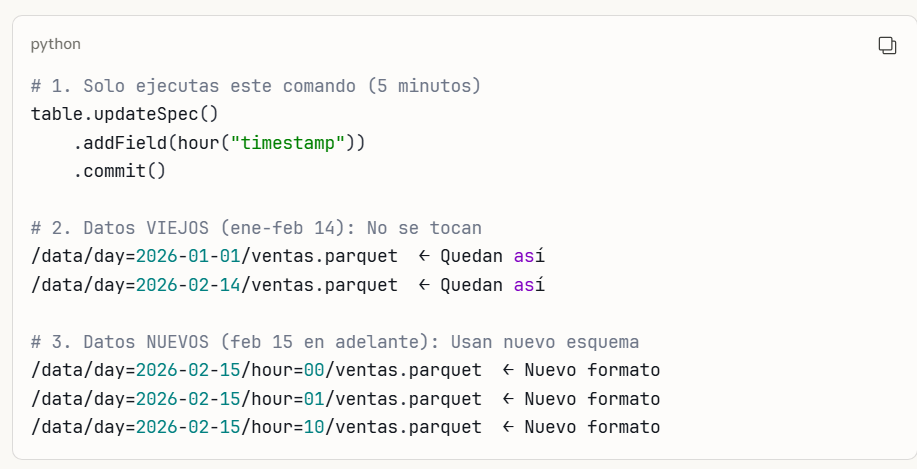 python
# 1. Solo ejecutas este comando (5 minutos)
table.updateSpec()
    .addField(hour("timestamp"))
    .commit()
# 2. Datos VIEJOS (ene-feb 14): No se tocan
/data/day=2026-01-01/ventas.parquet  ← Quedan así
/data/day=2026-02-14/ventas.parquet  ← Quedan así
# 3. Datos NUEVOS (feb 15 en adelante): Usan nuevo esquema
/data/day=2026-02-15/hour=00/ventas.parquet  ← Nuevo formato
/data/day=2026-02-15/hour=01/ventas.parquet  ← Nuevo formato
/data/day=2026-02-15/hour=10/ventas.parquet  ← Nuevo formato